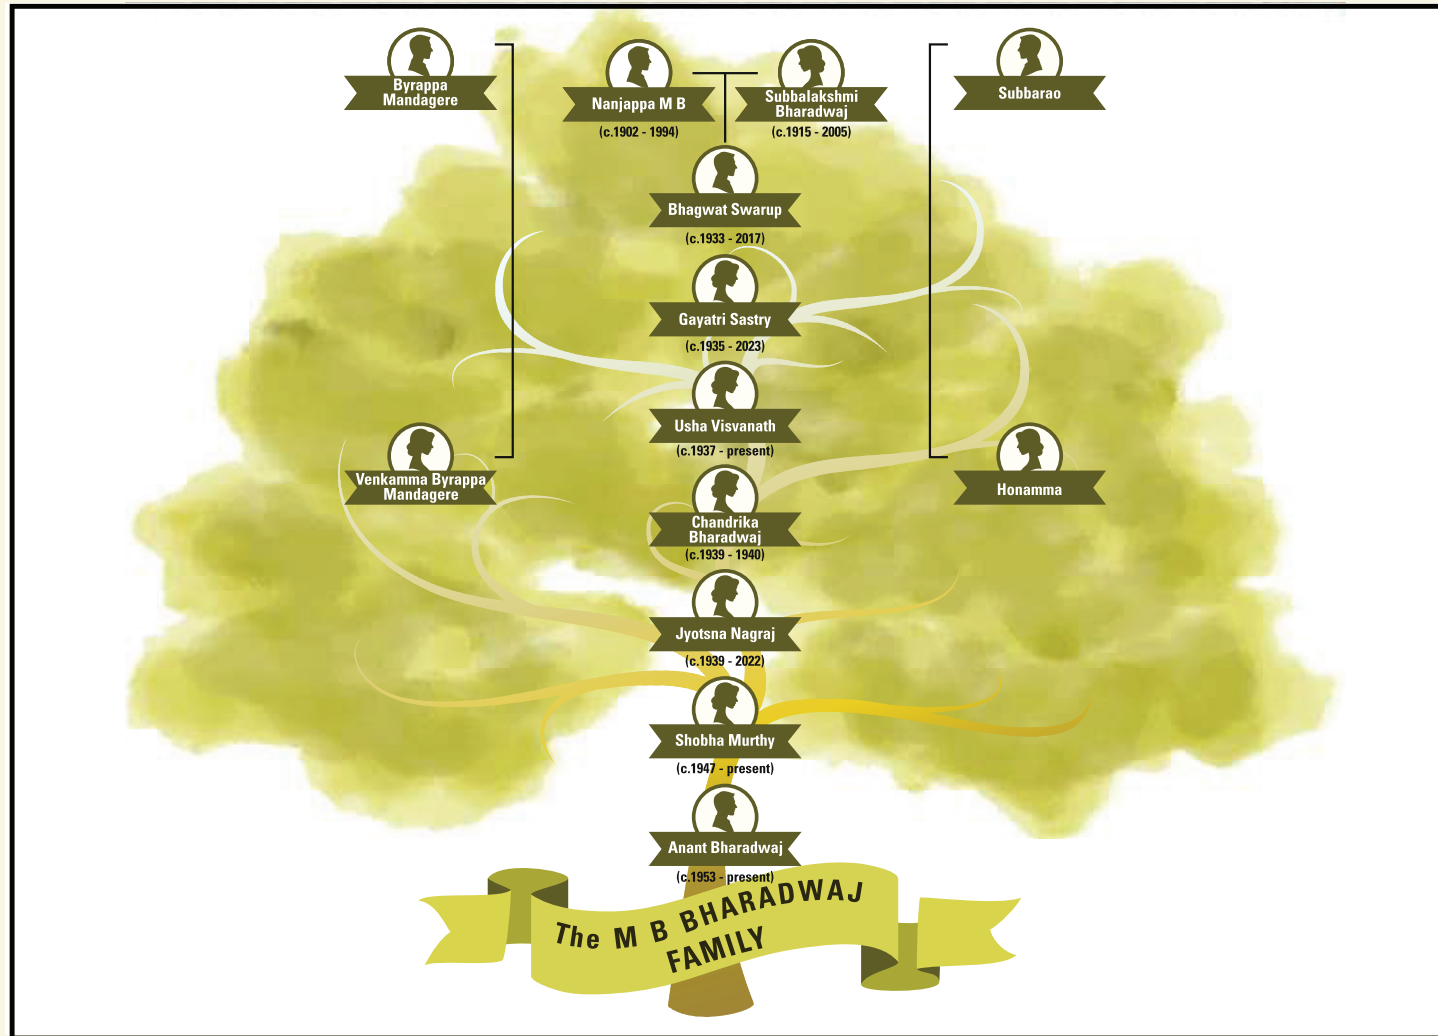 Byrappa
Mandagere
Nanjappa M B
(c.1902 - 1994)
Subbalakshmi
Bharadwaj
(c.1915 - 2005)
Subbarao
Bhagwat Swarup
(c.1933 - 2017)
Gayatri Sastry
(c.1935 - 2023)
Usha Visvanath
(c.1937 - present)
Venkamma Byrappa
Mandagere
Honamma
Chandrika
Bharadwaj
(c.1939 - 1940)
Jyotsna Nagraj
(c.1939 - 2022)
Shobha Murthy
(c.1947 - present)
Anant Bharadwaj
(c.1953 - present)
The M B BHARADWAJ
FAMILY